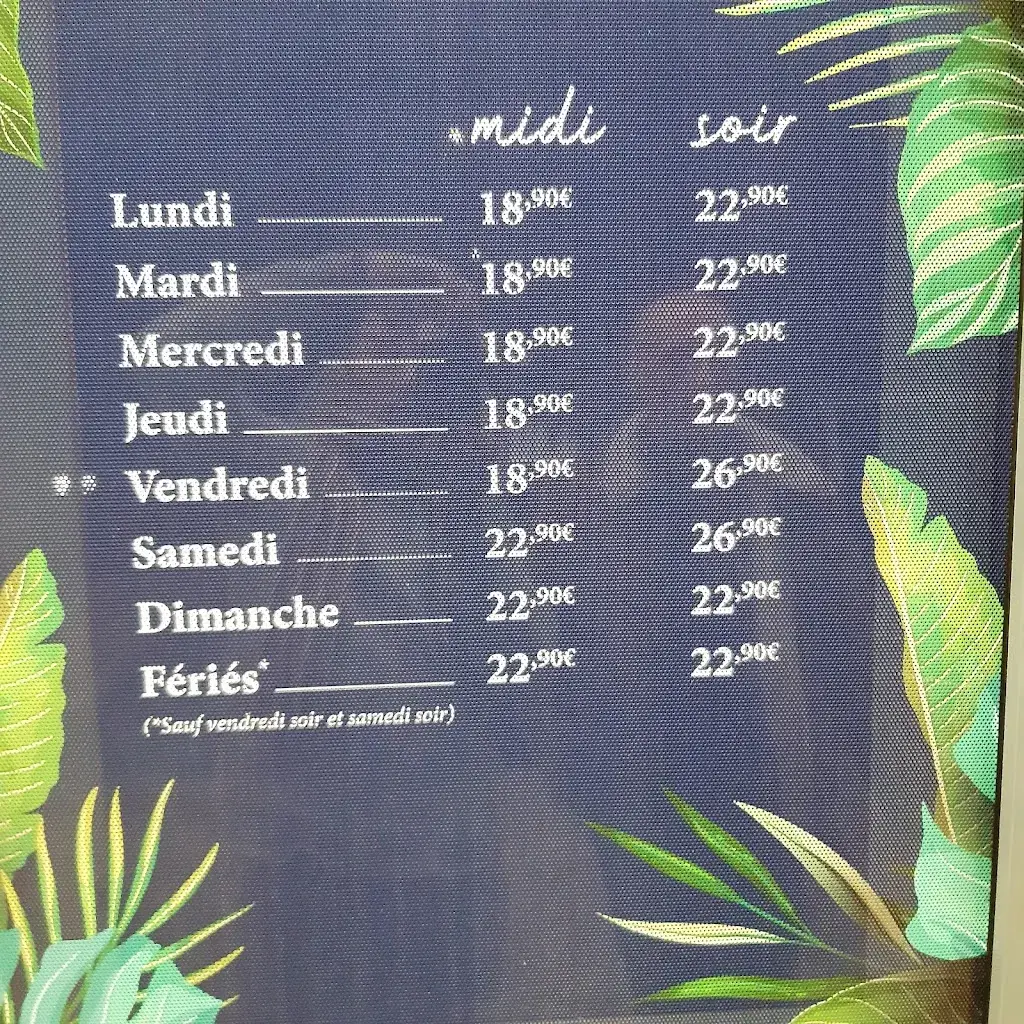 midi soir
Lundi 18,90€ 22,90€
Mardi 18,90€ 22,90€
Mercredi 18,90€ 22,90€
Jeudi 18,90€ 22,90€
Vendredi 18,90€ 26,90€
Samedi 22,90€ 26,90€
Dimanche 22,90€ 22,90€
Fériés* 22,90€ 22,90€
(*Sauf vendredi soir et samedi soir)